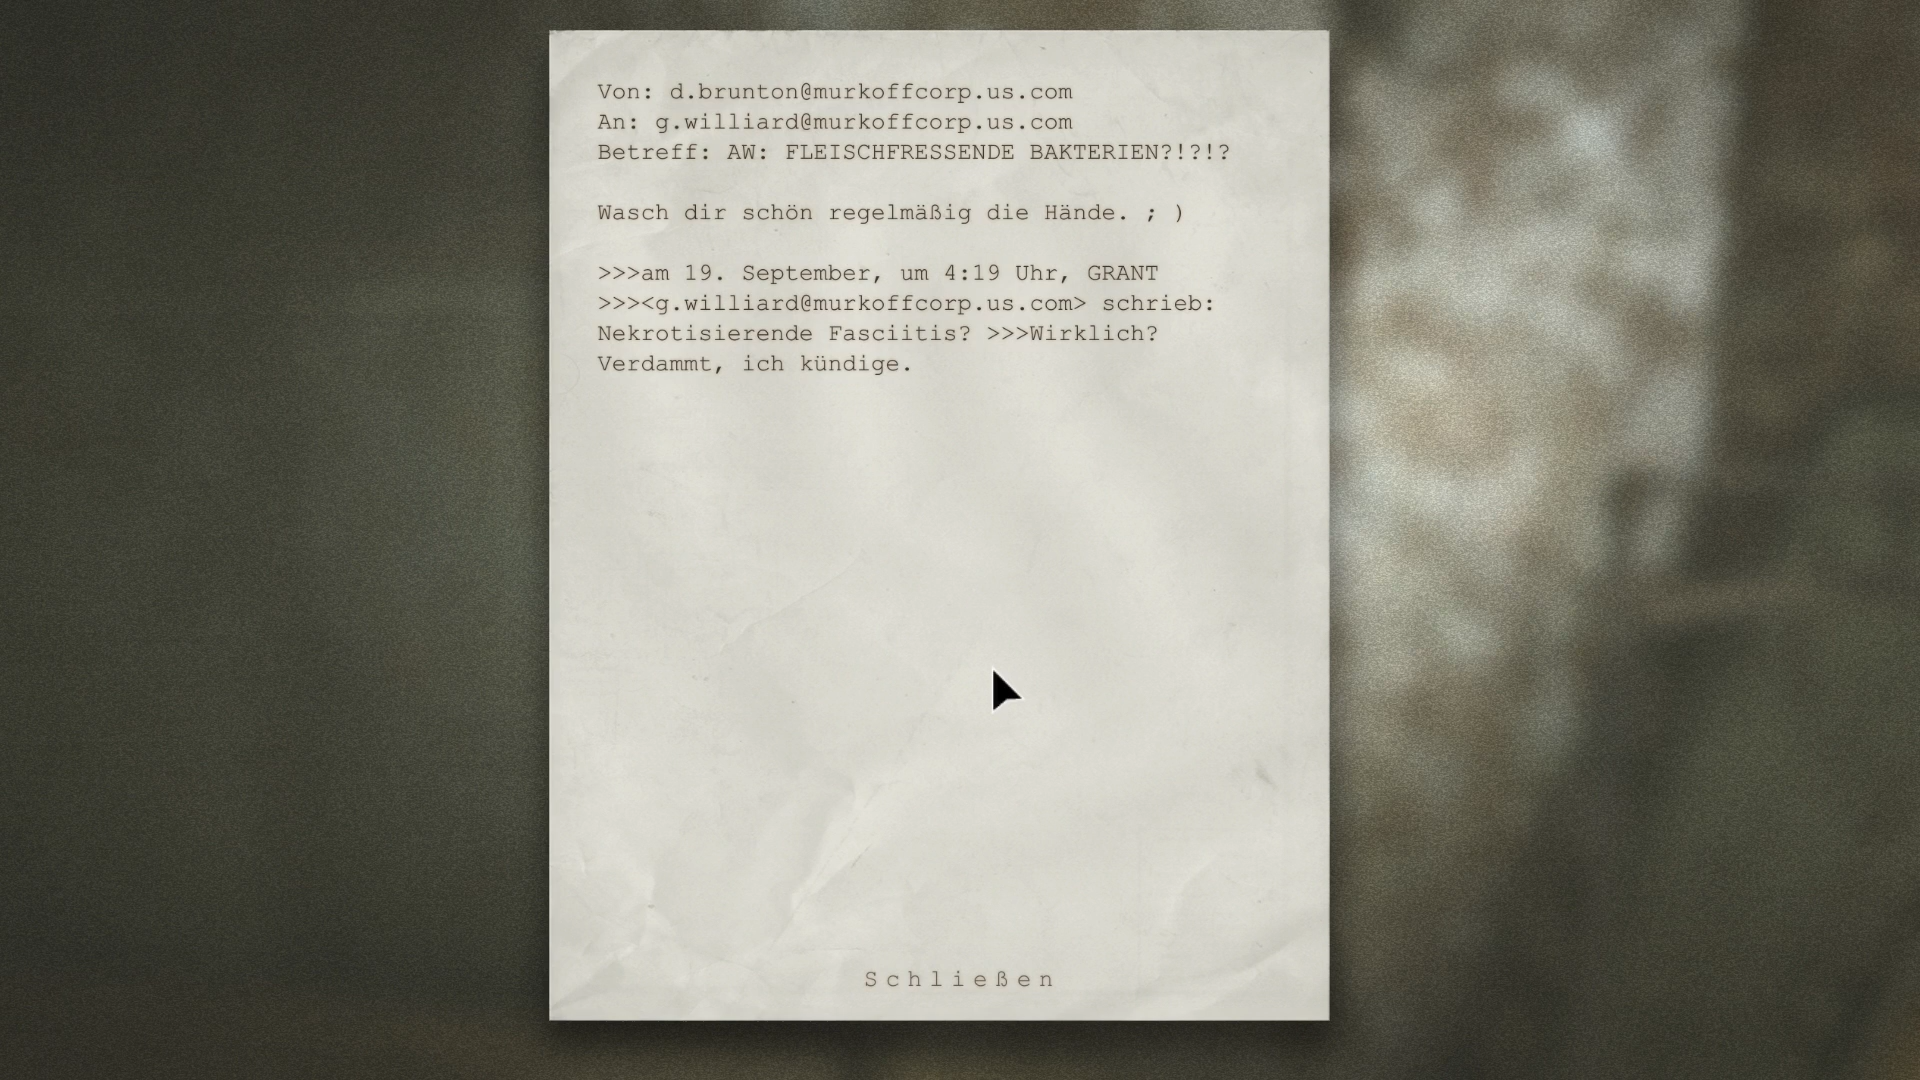 Von: d.brunton@murkoffcorp.us.com
An: g.williard@murkoffcorp.us.com
Betreff: AW: FLEISCHFRESSENDE BAKTERIEN?!?!?
Wasch dir schön regelmäßig die Hände. ; )
>>>am 19. September, um 4:19 Uhr, GRANT
>>><g.williard@murkoffcorp.us.com> schrieb:
Nekrotisierende Fasciitis? >>>Wirklich?
Verdammt, ich kündige.
Schließen